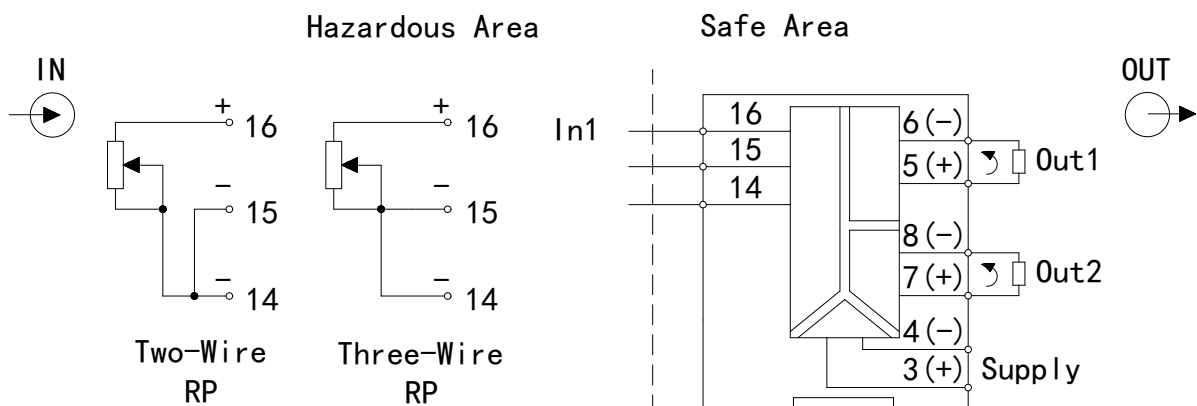 Hazardous Area
Safe Area
IN
OUT
+
16
−
15
−
14
Two-Wire
RP
+
16
−
15
−
14
Three-Wire
RP
In1
16
15
14
6(−)
5(+)
Out1
8(−)
7(+)
Out2
4(−)
3(+)
Supply